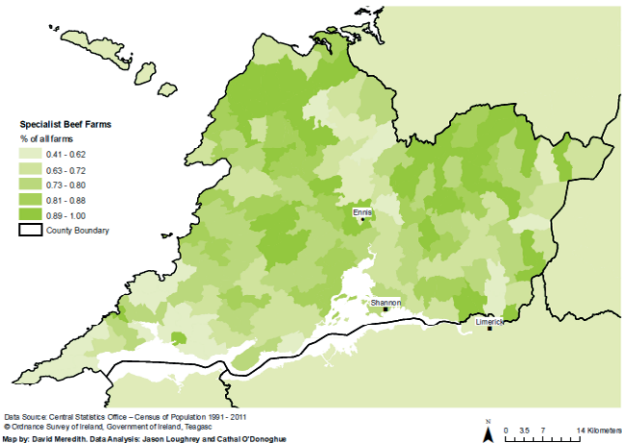 Specialist Beef Farms
% of all farms
0.41 - 0.62
0.63 - 0.72
0.73 - 0.80
0.81 - 0.88
0.89 - 1.00
County Boundary
Ennis
Shannon
Limerick
Data Source: Central Statistics Office – Census of Population 1991 - 2011
© Ordnance Survey of Ireland, Government of Ireland, Teagasc
Map by: David Meredith. Data Analysis: Jason Loughrey and Cathal O'Donoghue
N
0 3.5 7 14 Kilometers